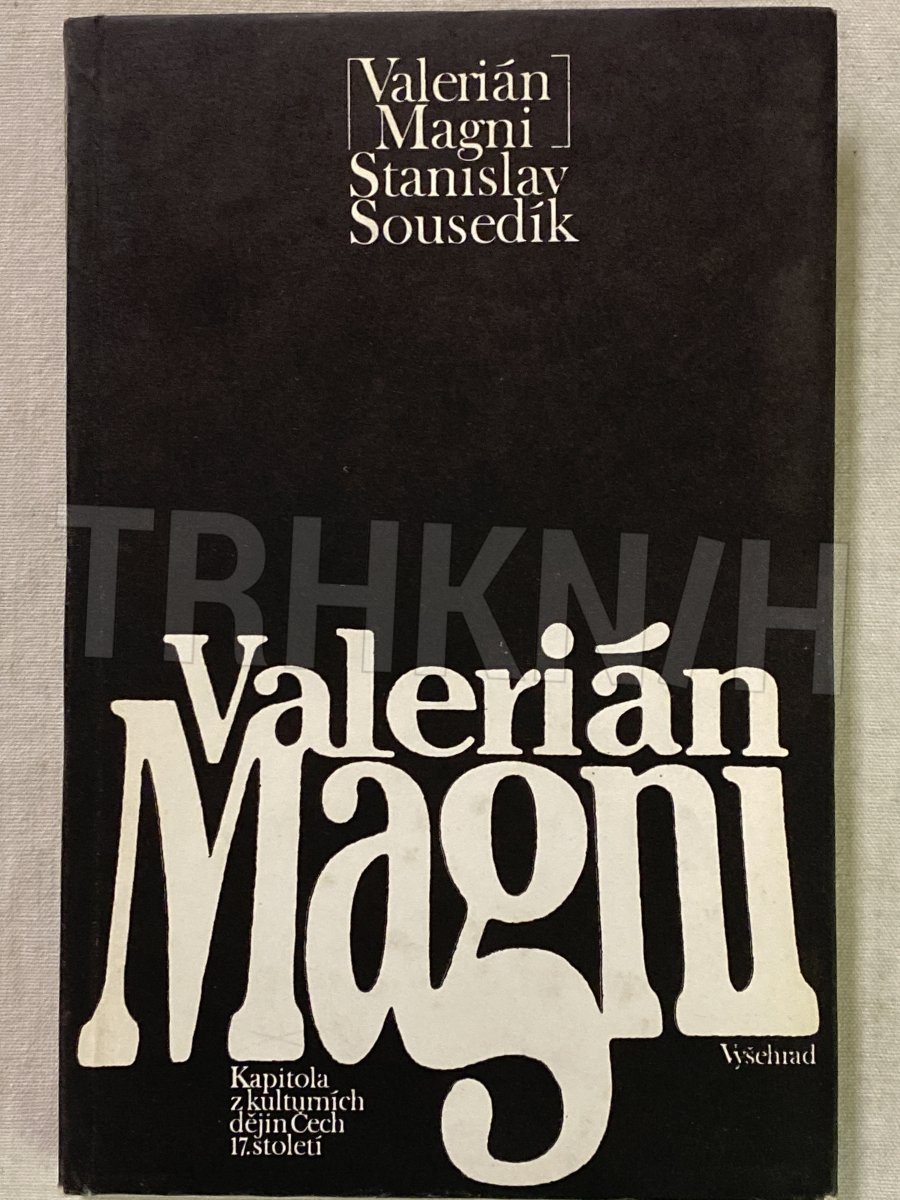 [Valerián
Magni]
Stanislav
Sousedík
TRHKNIH
Valerián
Magni
Vyšehrad
Kapitola
z kulturních
dějin Čech
17. století